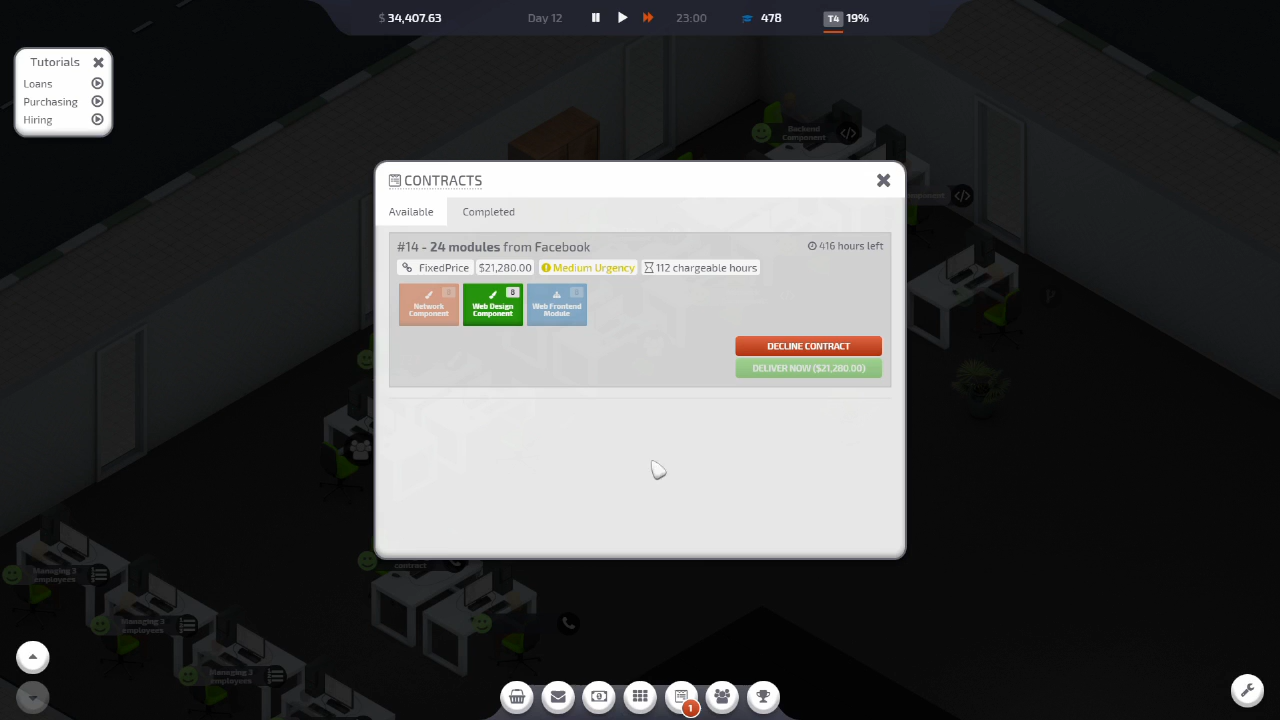 $ 34,407.63
Day 12
23:00
478
T4 19%
Tutorials
Loans
Purchasing
Hiring
Backend
Component
CONTRACTS
Available
Completed
#14 - 24 modules from Facebook
416 hours left
FixedPrice
$21,280.00
Medium Urgency
112 chargeable hours
Network
Component
8
Web Design
Component
Web Frontend
Module
DECLINE CONTRACT
DELIVER NOW ($21,280.00)
contract
Managing 3
employees
Managing 3
employees
Managing 3
employees
1